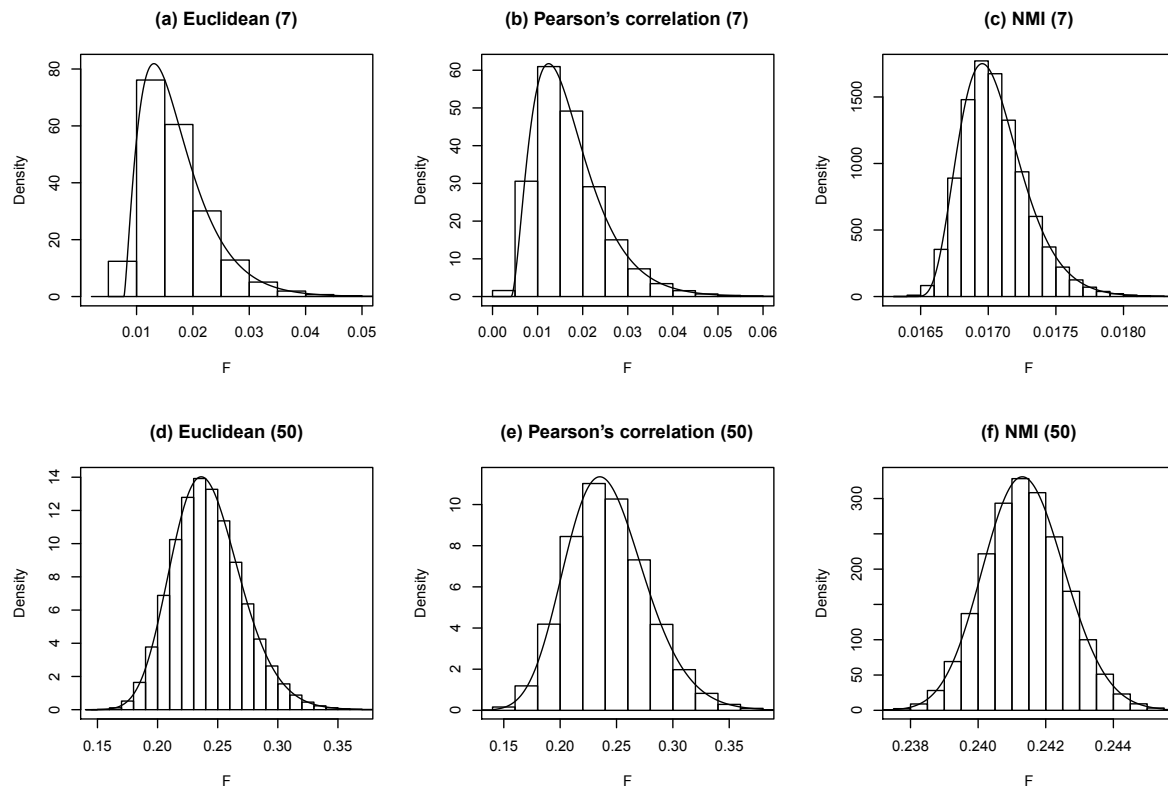 (a) Euclidean (7)
(b) Pearson’s correlation (7)
(c) NMI (7)
Density
0 20 40 60 80
0.01 0.02 0.03 0.04 0.05
F
Density
0 10 20 30 40 50 60
0.00 0.01 0.02 0.03 0.04 0.05 0.06
F
Density
0 500 1000 1500
0.0165 0.0170 0.0175 0.0180
F
(d) Euclidean (50)
(e) Pearson’s correlation (50)
(f) NMI (50)
Density
0 2 4 6 8 10 12 14
0.15 0.20 0.25 0.30 0.35
F
Density
0 2 4 6 8 10
0.15 0.20 0.25 0.30 0.35
F
Density
0 50 150 200 300
0.238 0.240 0.242 0.244
F